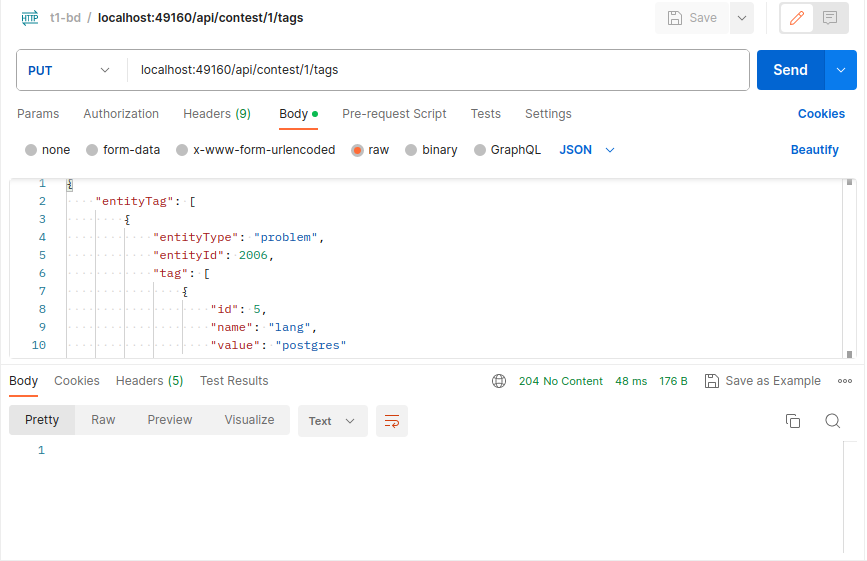 HTTP t1-bd / localhost:49160/api/contest/1/tags Save
PUT localhost:49160/api/contest/1/tags Send
Params Authorization Headers (9) Body Pre-request Script Tests Settings Cookies
none form-data x-www-form-urlencoded raw binary GraphQL JSON Beautify
1 {
2 "entityTag": [
3 {
4 "entityType": "problem",
5 "entityId": 2006,
6 "tag": [
7 {
8 "id": 5,
9 "name": "lang",
10 "value": "postgres"
Body Cookies Headers (5) Test Results 204 No Content 48 ms 176 B Save as Example
Pretty Raw Preview Visualize Text
1